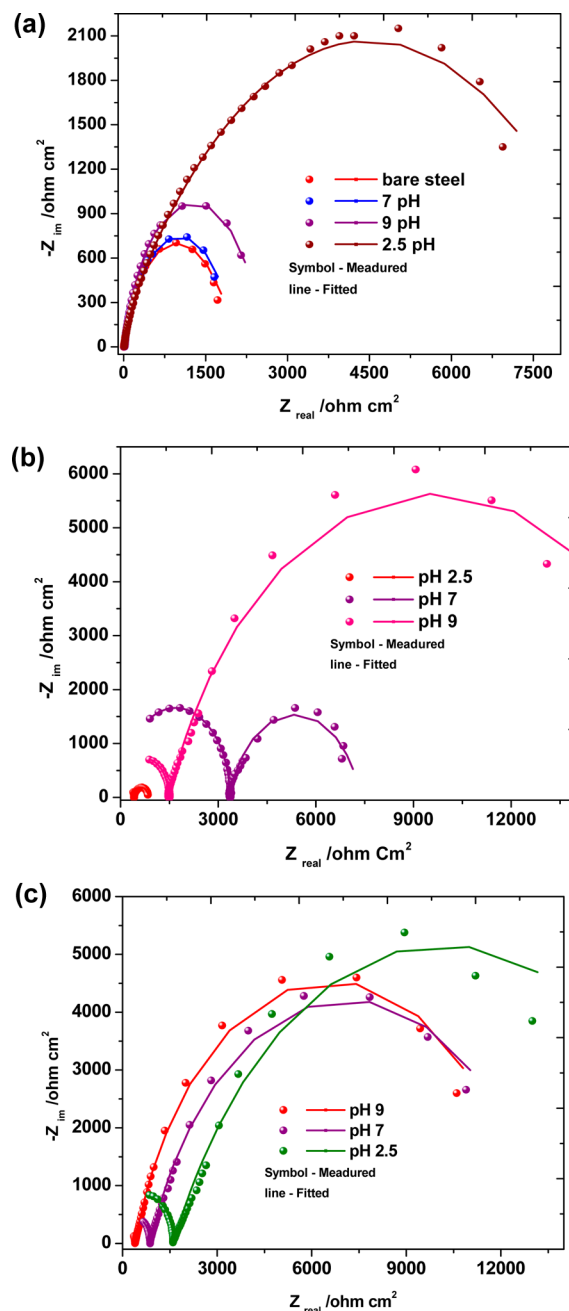 (a)
2100
1800
1500
1200
900
600
300
0
-Z im /ohm cm²
bare steel
7 pH
9 pH
2.5 pH
Symbol - Meadured
line - Fitted
0 1500 3000 4500 6000 7500
Z real /ohm cm²
(b)
6000
5000
4000
3000
2000
1000
0
-Z im /ohm cm²
pH 2.5
pH 7
pH 9
Symbol - Meadured
line - Fitted
0 3000 6000 9000 12000
Z real /ohm Cm²
(c)
6000
5000
4000
3000
2000
1000
0
-Z im /ohm cm²
pH 9
pH 7
pH 2.5
Symbol - Meadured
line - Fitted
0 3000 6000 9000 12000
Z real /ohm cm²